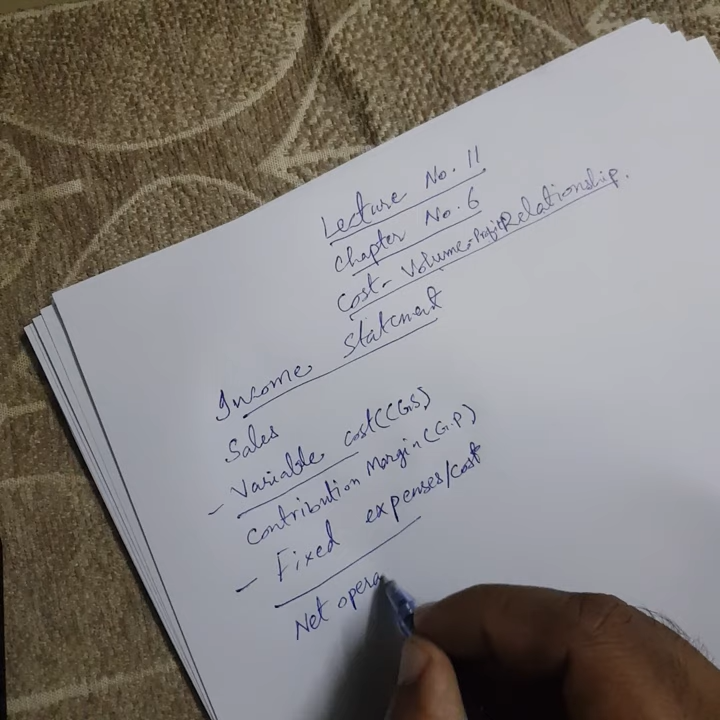 Lecture No. 11
Chapter No. 6
Cost-Volume-Profit Relationship.
Income Statement
Sales
- Variable cost(CGS)
Contribution Margin(G.P)
- Fixed expenses/cost
Net opera